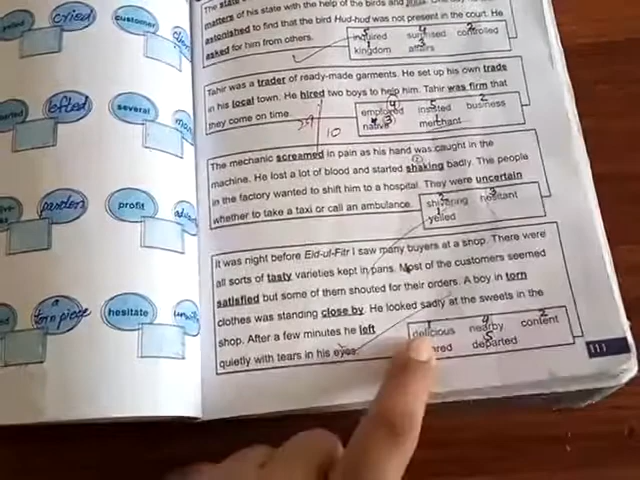 cried
customer
lefted
several
profit
hesitate
The state
matters of his state with the help of the birds and
astonished to find that the bird Hud-hud was not present in the court. He
asked for him from others.
inquired surprised controlled
kingdom affairs
Tahir was a trader of ready-made garments. He set up his own trade
in his local town. He hired two boys to help him. Tahir was firm that
they come on time.
10
employed insisted business
native merchant
The mechanic screamed in pain as his hand was caught in the
machine. He lost a lot of blood and started shaking badly. The people
in the factory wanted to shift him to a hospital. They were uncertain
whether to take a taxi or call an ambulance.
shivering hesitant
yelled
It was night before Eid-ul-Fitr I saw many buyers at a shop. There were
all sorts of tasty varieties kept in pans. Most of the customers seemed
satisfied but some of them shouted for their orders. A boy in torn
clothes was standing close by. He looked sadly at the sweets in the
shop. After a few minutes he left
quietly with tears in his eyes.
delicious nearby content
departed
111